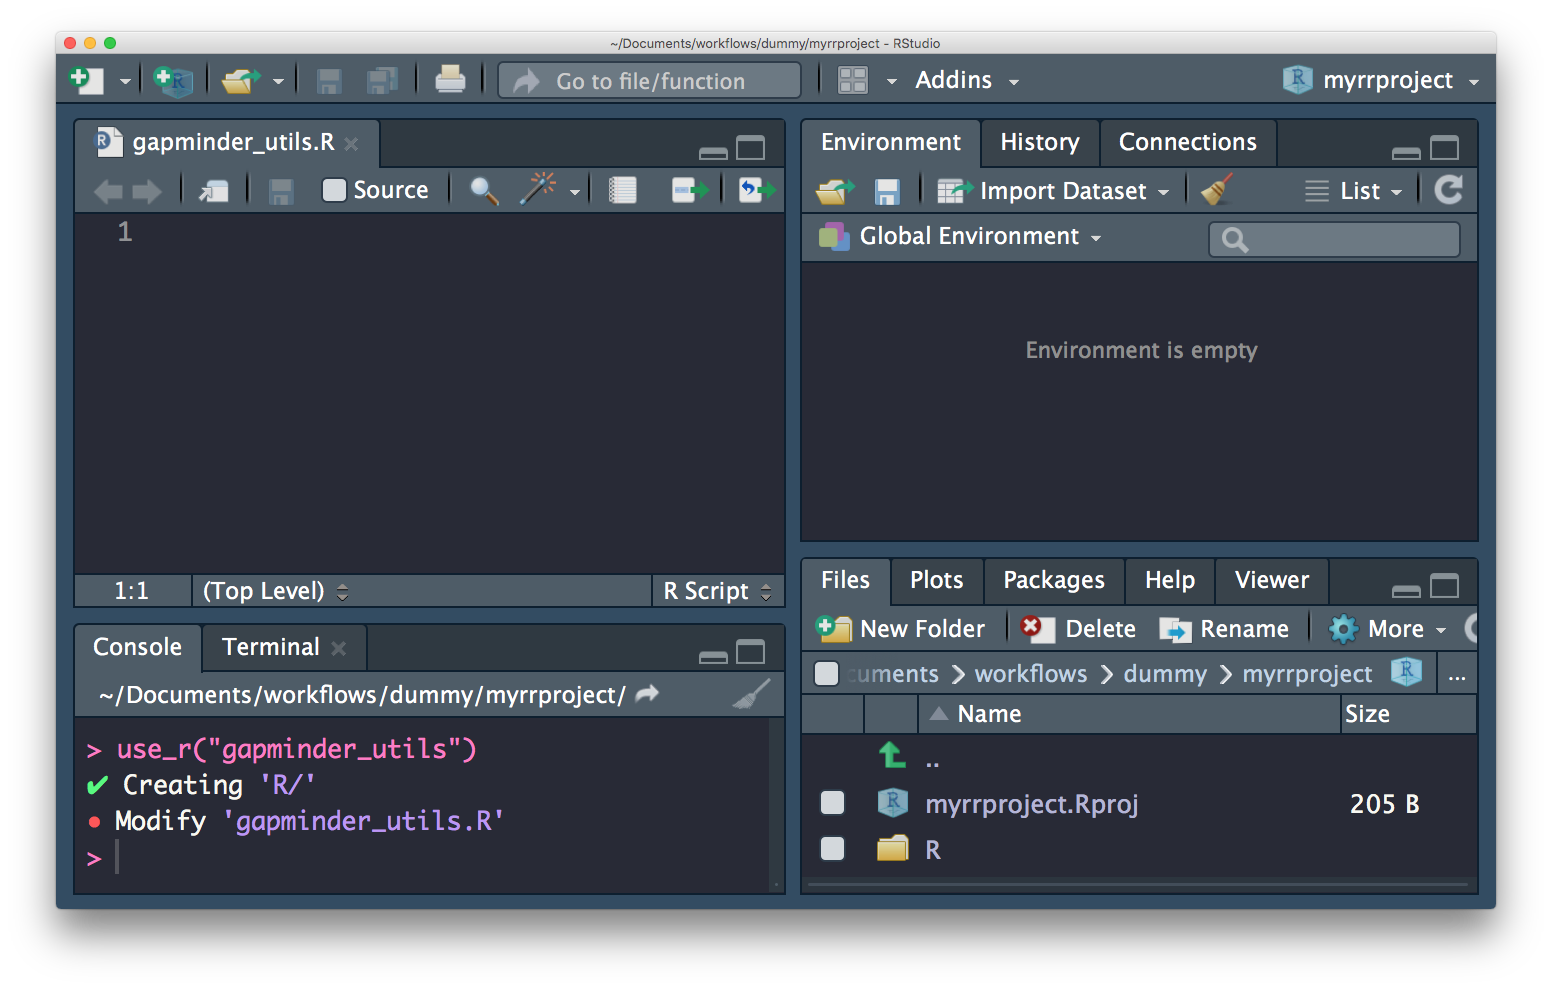 ~/Documents/workflows/dummy/myrrproject - RStudio
Go to file/function
Addins
myrrproject
gapminder_utils.R
Source
1
1:1 (Top Level) R Script
Console Terminal
~/Documents/workflows/dummy/myrrproject/
> use_r("gapminder_utils")
✔ Creating 'R/'
● Modify 'gapminder_utils.R'
>
Environment History Connections
Import Dataset List
Global Environment
Environment is empty
Files Plots Packages Help Viewer
New Folder Delete Rename More
cuments workflows dummy myrrproject ...
Name Size
..
myrrproject.Rproj 205 B
R